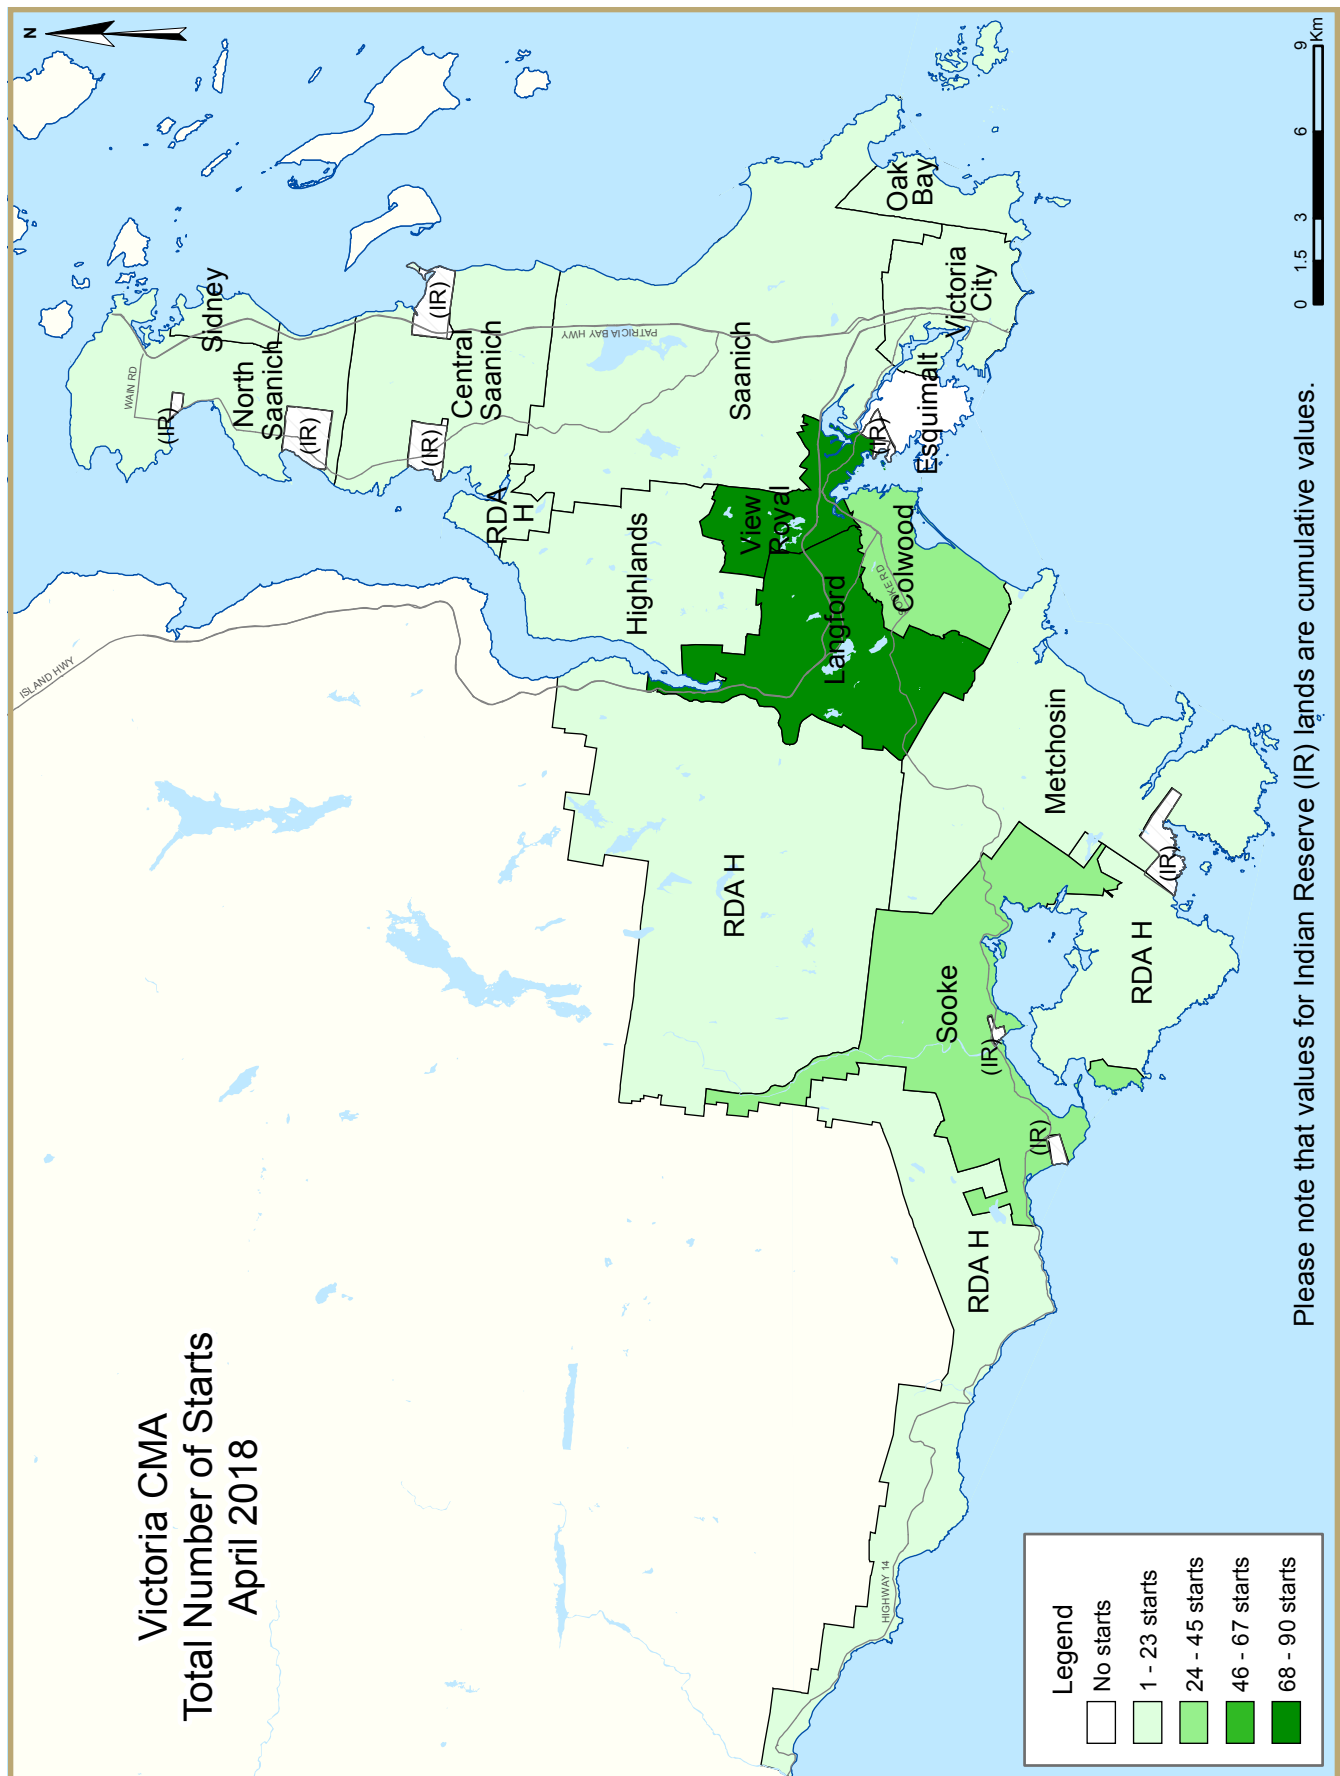 Victoria CMA
Total Number of Starts
April 2018
N
ISLAND HWY
WAIN RD
Sidney
North
Saanich
(IR)
(IR)
(IR)
(IR)
Central
Saanich
PATRICIA BAY HWY
RDA
H
Saanich
Highlands
View
Royal
Langford
SOOKE RD
Colwood
(IR)
Esquimalt
Victoria
City
Oak
Bay
Metchosin
(IR)
RDA H
RDA H
Sooke
(IR)
(IR)
RDA H
HIGHWAY 14
Legend
No starts
1 - 23 starts
24 - 45 starts
46 - 67 starts
68 - 90 starts
0 1.5 3 6 9 Km
Please note that values for Indian Reserve (IR) lands are cumulative values.